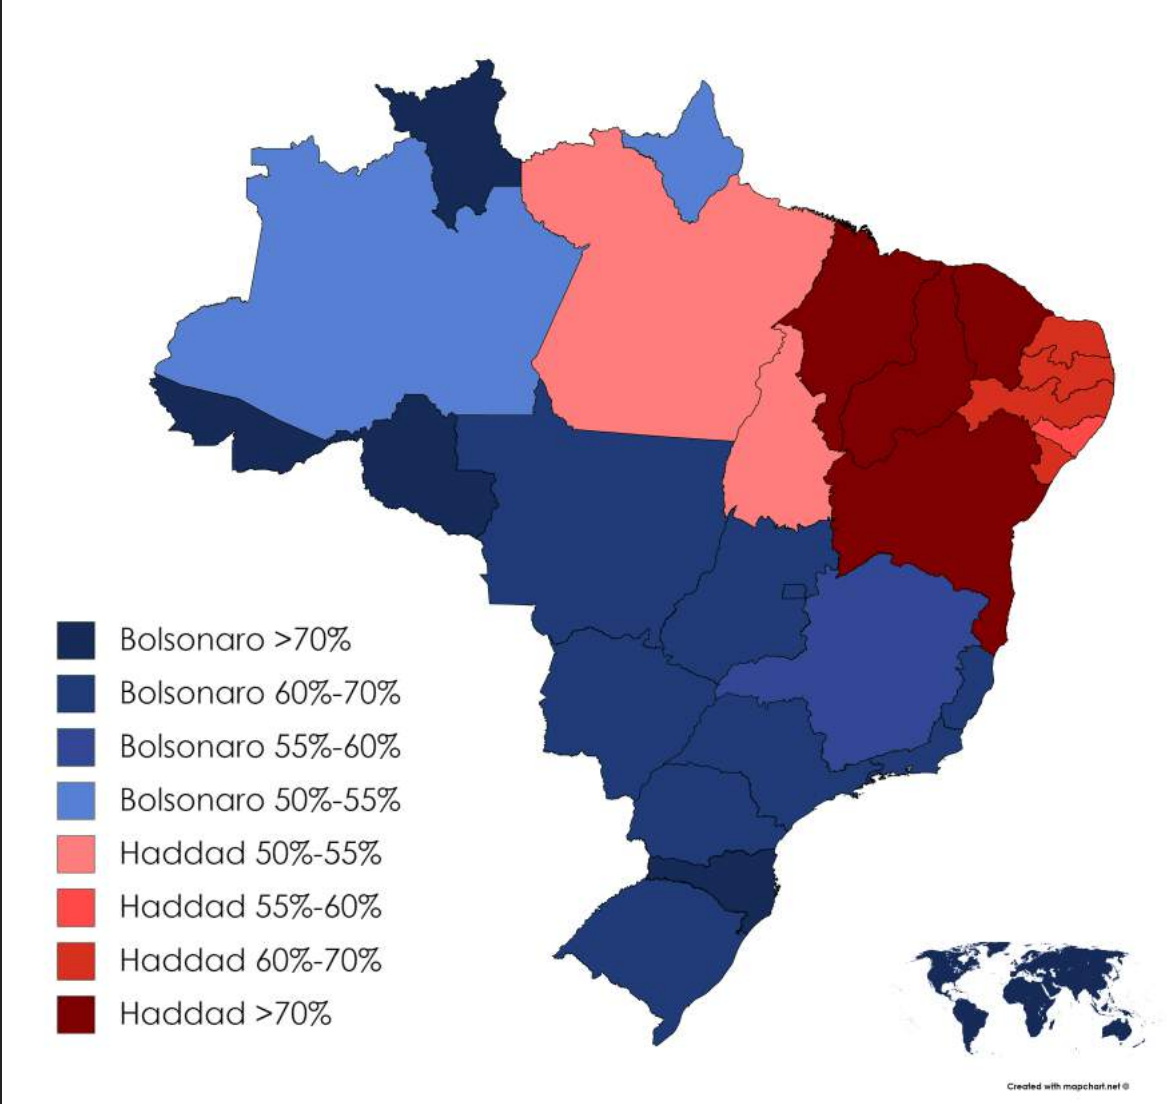 Bolsonaro >70%
Bolsonaro 60%-70%
Bolsonaro 55%-60%
Bolsonaro 50%-55%
Haddad 50%-55%
Haddad 55%-60%
Haddad 60%-70%
Haddad >70%
Created with mapchart.net ©